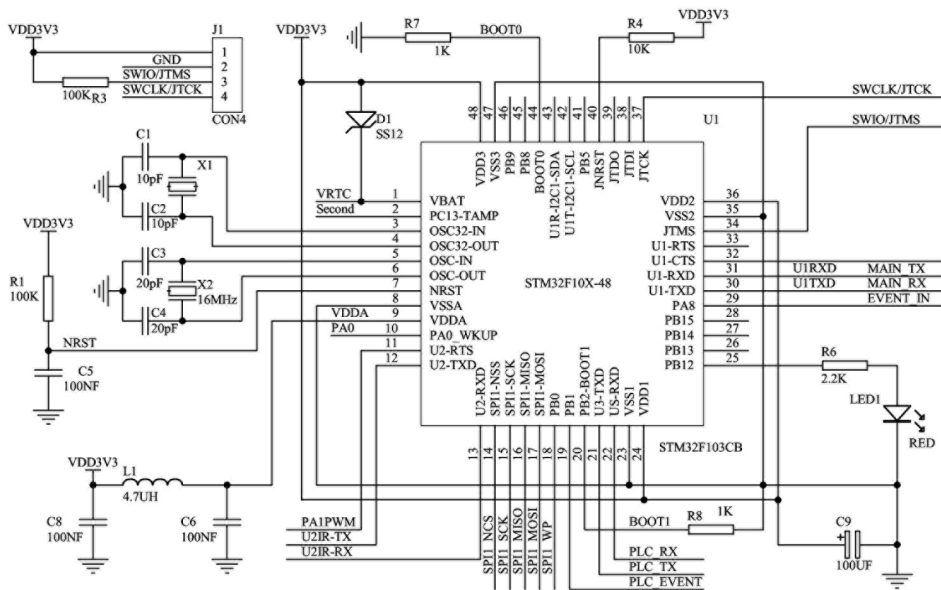 VDD3V3
J1
1
GND
2
SWIO/JTMS
3
100K R3
SWCLK/JTCK
4
CON4
R7
1K
BOOT0
R4
10K
VDD3V3
VDD3V3
D1
SS12
SWCLK/JTCK
SWIO/JTMS
U1
48 47 46 45 44 43 42 41 40 39 38 37
VDD3 VSS3 PB9 PB8 BOOT0 U1R-I2C1-SDA U1T-I2C1-SCL PB5 JNRST JTDO JTDI JTCK
C1
10pF
X1
C2
10pF
C3
20pF
X2
16MHz
C4
20pF
VRTC
Second
VDDA
PA0
1 VBAT
2 PC13-TAMP
3 OSC32-IN
4 OSC32-OUT
5 OSC-IN
6 OSC-OUT
7 NRST
8 VSSA
9 VDDA
10 PA0_WKUP
11 U2-RTS
12 U2-TXD
STM32F10X-48
VDD2 36
VSS2 35
JTMS 34
U1-RTS 33
U1-CTS 32
U1-RXD 31 U1RXD MAIN_TX
U1-TXD 30 U1TXD MAIN_RX
PA8 29 EVENT_IN
PB15 28
PB14 27
PB13 26
PB12 25
U2-RXD SPI1-NSS SPI1-SCK SPI1-MISO SPI1-MOSI PB0 PB1 PB2-BOOT1 U3-TXD US-RXD VSS1 VDD1
13 14 15 16 17 18 19 20 21 22 23 24
STM32F103CB
VDD3V3
R1
100K
NRST
C5
100NF
R6
2.2K
LED1
RED
VDD3V3
L1
4.7UH
C8
100NF
C6
100NF
PA1PWM
U2IR-TX
U2IR-RX
SPI1_NCS
SPI1_SCK
SPI1_MISO
SPI1_MOSI
SPI1_WP
BOOT1
R8
1K
PLC_RX
PLC_TX
PLC_EVENT
C9
+
100UF